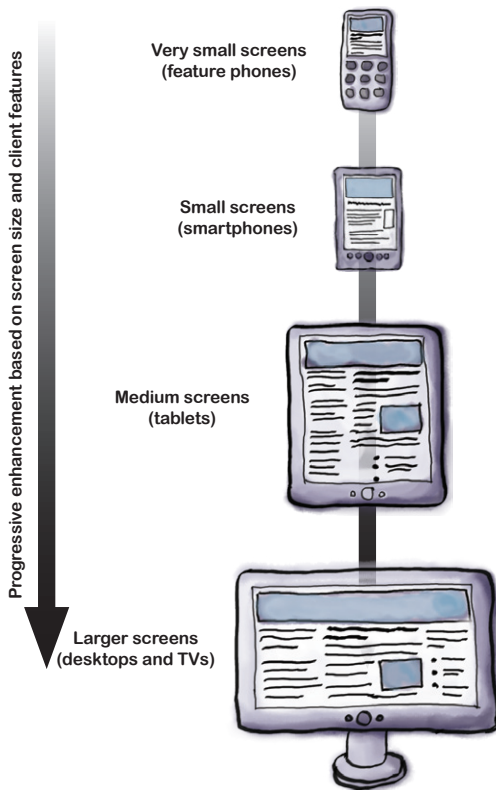 Progressive enhancement based on screen size and client features
Very small screens
(feature phones)
Small screens
(smartphones)
Medium screens
(tablets)
Larger screens
(desktops and TVs)